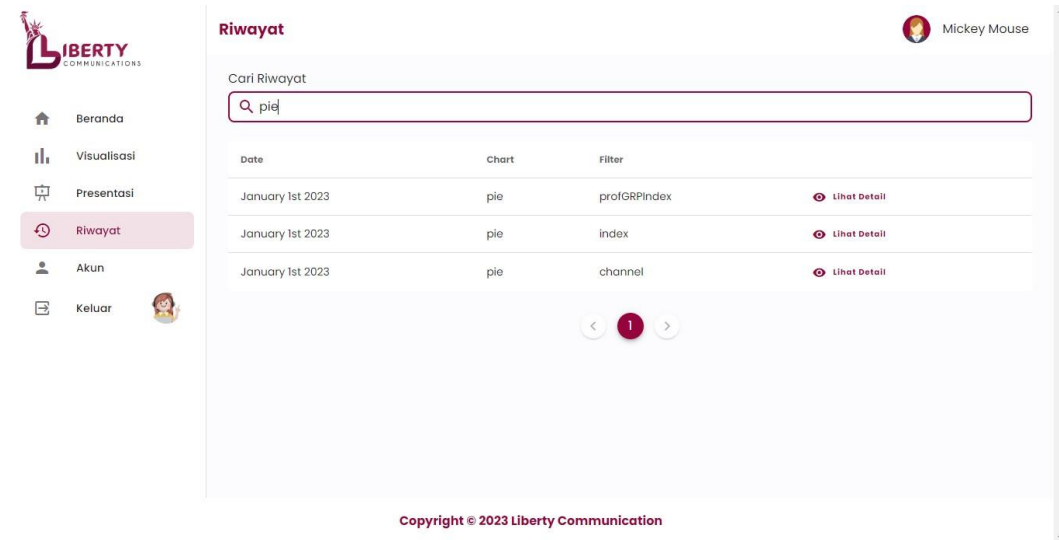 LIBERTY
COMMUNICATIONS
Riwayat
Mickey Mouse
Cari Riwayat
pie
Beranda
Visualisasi
Presentasi
Riwayat
Akun
Keluar
Date Chart Filter
January 1st 2023 pie profGRPIndex Lihat Detail
January 1st 2023 pie index Lihat Detail
January 1st 2023 pie channel Lihat Detail
< 1 >
Copyright © 2023 Liberty Communication